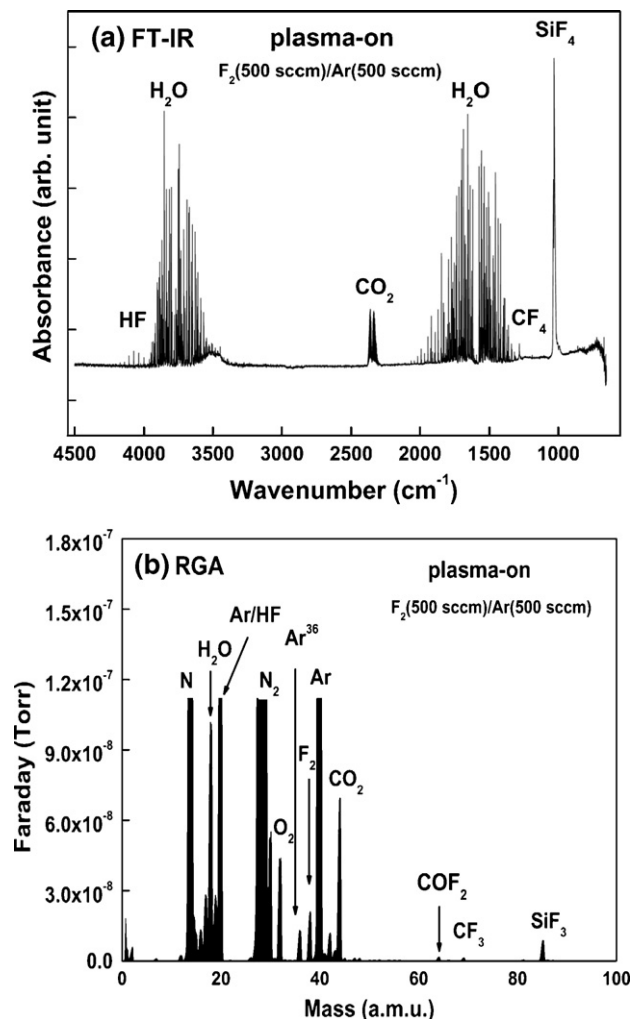 (a) FT-IR plasma-on SiF₄
F₂(500 sccm)/Ar(500 sccm)
H₂O H₂O
CO₂
HF CF₄
Absorbance (arb. unit)
4500 4000 3500 3000 2500 2000 1500 1000
Wavenumber (cm⁻¹)
1.8x10⁻⁷
(b) RGA plasma-on
F₂(500 sccm)/Ar(500 sccm)
1.5x10⁻⁷
Ar/HF Ar³⁶
H₂O
1.2x10⁻⁷
N N₂ Ar
9.0x10⁻⁸
F₂
CO₂
6.0x10⁻⁸
O₂
COF₂
3.0x10⁻⁸
CF₃ SiF₃
0.0
Faraday (Torr)
0 20 40 60 80 100
Mass (a.m.u.)